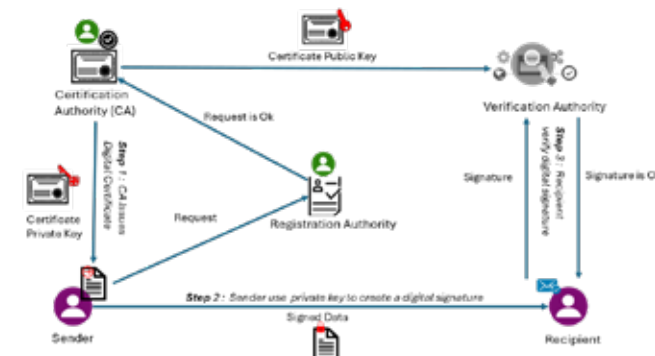 Certificate Public Key
Certification
Authority (CA)
Verification Authority
Request is Ok
Step 1 : CA Issues
Digital Certificate
Step 3 : Recipient
verify digital signature
Signature
Signature is O
Certificate
Private Key
Request
Registration Authority
Step 2 : Sender use private key to create a digital signature
Signed Data
Sender
Recipient